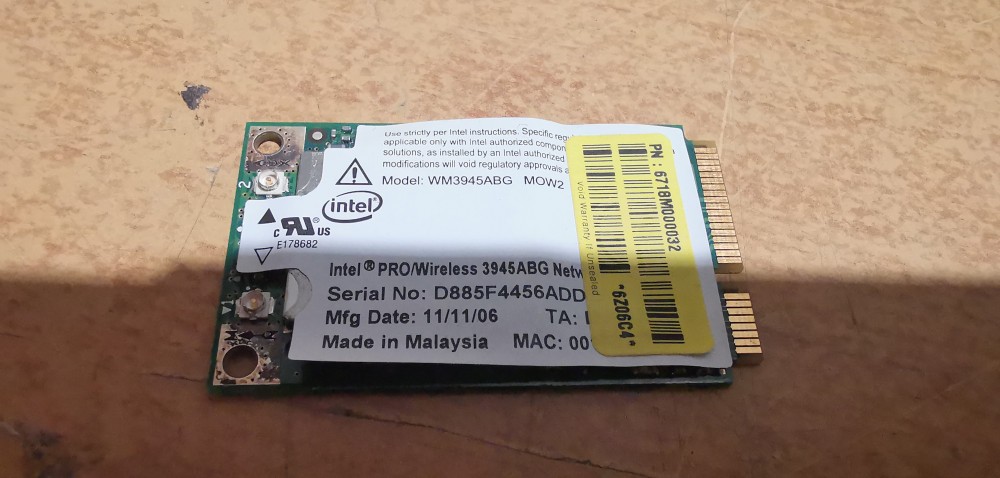 Use strictly per Intel instructions. Specific
applicable only with Intel authorized
solutions, as installed by an Intel authorized
modifications will void regulatory approvals
Model: WM3945ABG MOW2
intel®
2
c RU® US
E178682
Intel® PRO/Wireless 3945ABG
Serial No: D885F4456ADD
Mfg Date: 11/11/06 TA:
Made in Malaysia MAC: 00
M
PN : 6718M000032
*6Z06C4*
Void Warranty if Unsealed